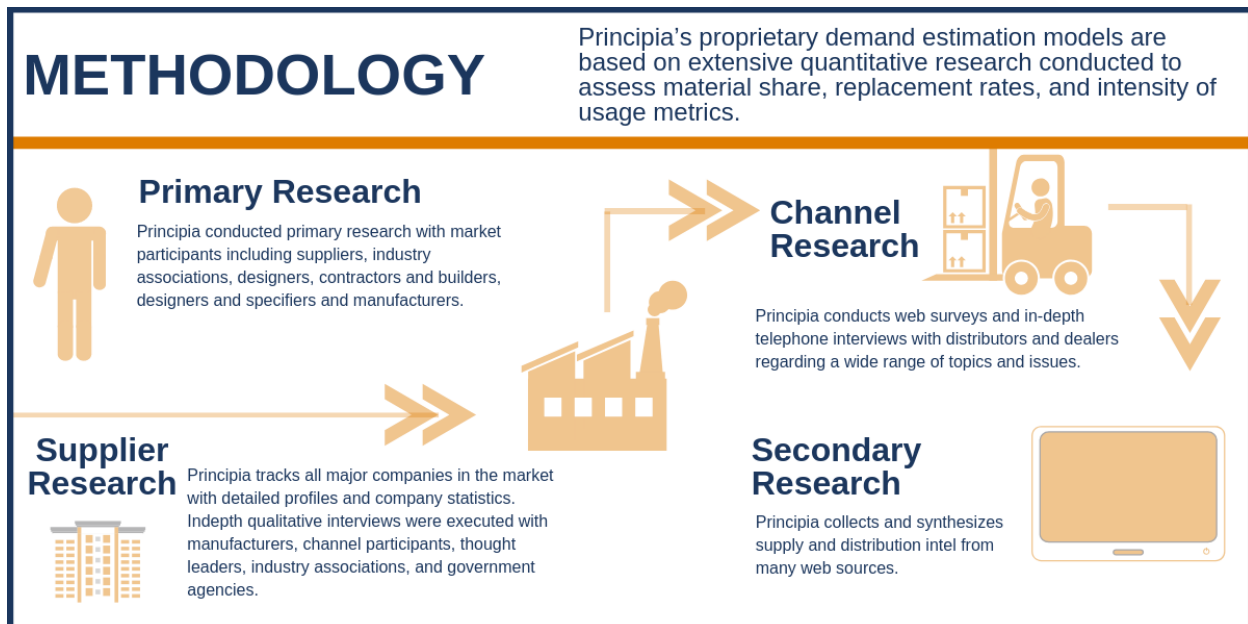 METHODOLOGY
Principia’s proprietary demand estimation models are
based on extensive quantitative research conducted to
assess material share, replacement rates, and intensity of
usage metrics.
Primary Research
Principia conducted primary research with market
participants including suppliers, industry
associations, designers, contractors and builders,
designers and specifiers and manufacturers.
Channel
Research
Principia conducts web surveys and in-depth
telephone interviews with distributors and dealers
regarding a wide range of topics and issues.
Supplier
Research
Principia tracks all major companies in the market
with detailed profiles and company statistics.
Indepth qualitative interviews were executed with
manufacturers, channel participants, thought
leaders, industry associations, and government
agencies.
Secondary
Research
Principia collects and synthesizes
supply and distribution intel from
many web sources.